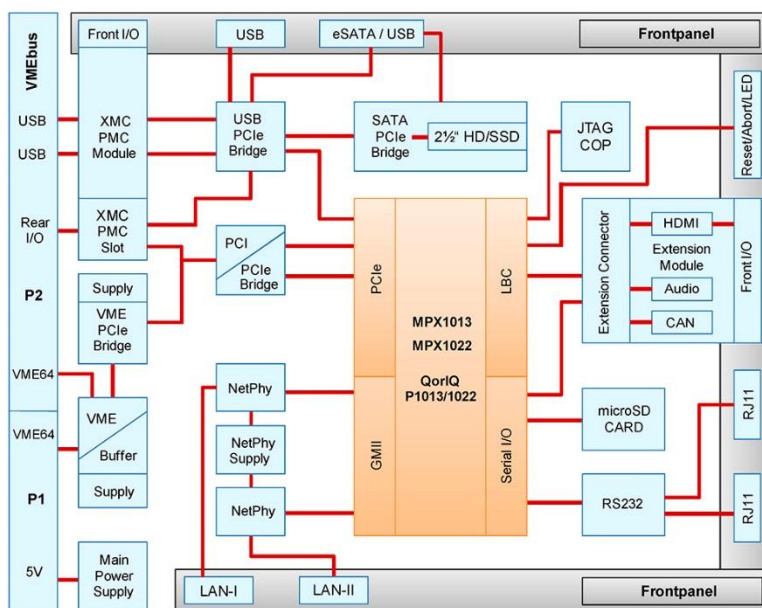 VMEbus
Front I/O
USB
eSATA / USB
Frontpanel
USB
USB
XMC
PMC
Module
USB
PCIe
Bridge
SATA
PCIe
Bridge
2½" HD/SSD
JTAG
COP
Reset/Abort/LED
Rear
I/O
XMC
PMC
Slot
PCI
PCIe
Bridge
PCIe
LBC
MPX1013
MPX1022
QorIQ
P1013/1022
Extension Connector
HDMI
Extension
Module
Audio
CAN
Front I/O
P2
Supply
VME
PCIe
Bridge
VME64
VME64
VME
Buffer
Supply
P1
NetPhy
NetPhy
Supply
NetPhy
GMII
Serial I/O
microSD
CARD
RS232
RJ11
RJ11
5V
Main
Power
Supply
LAN-I
LAN-II
Frontpanel